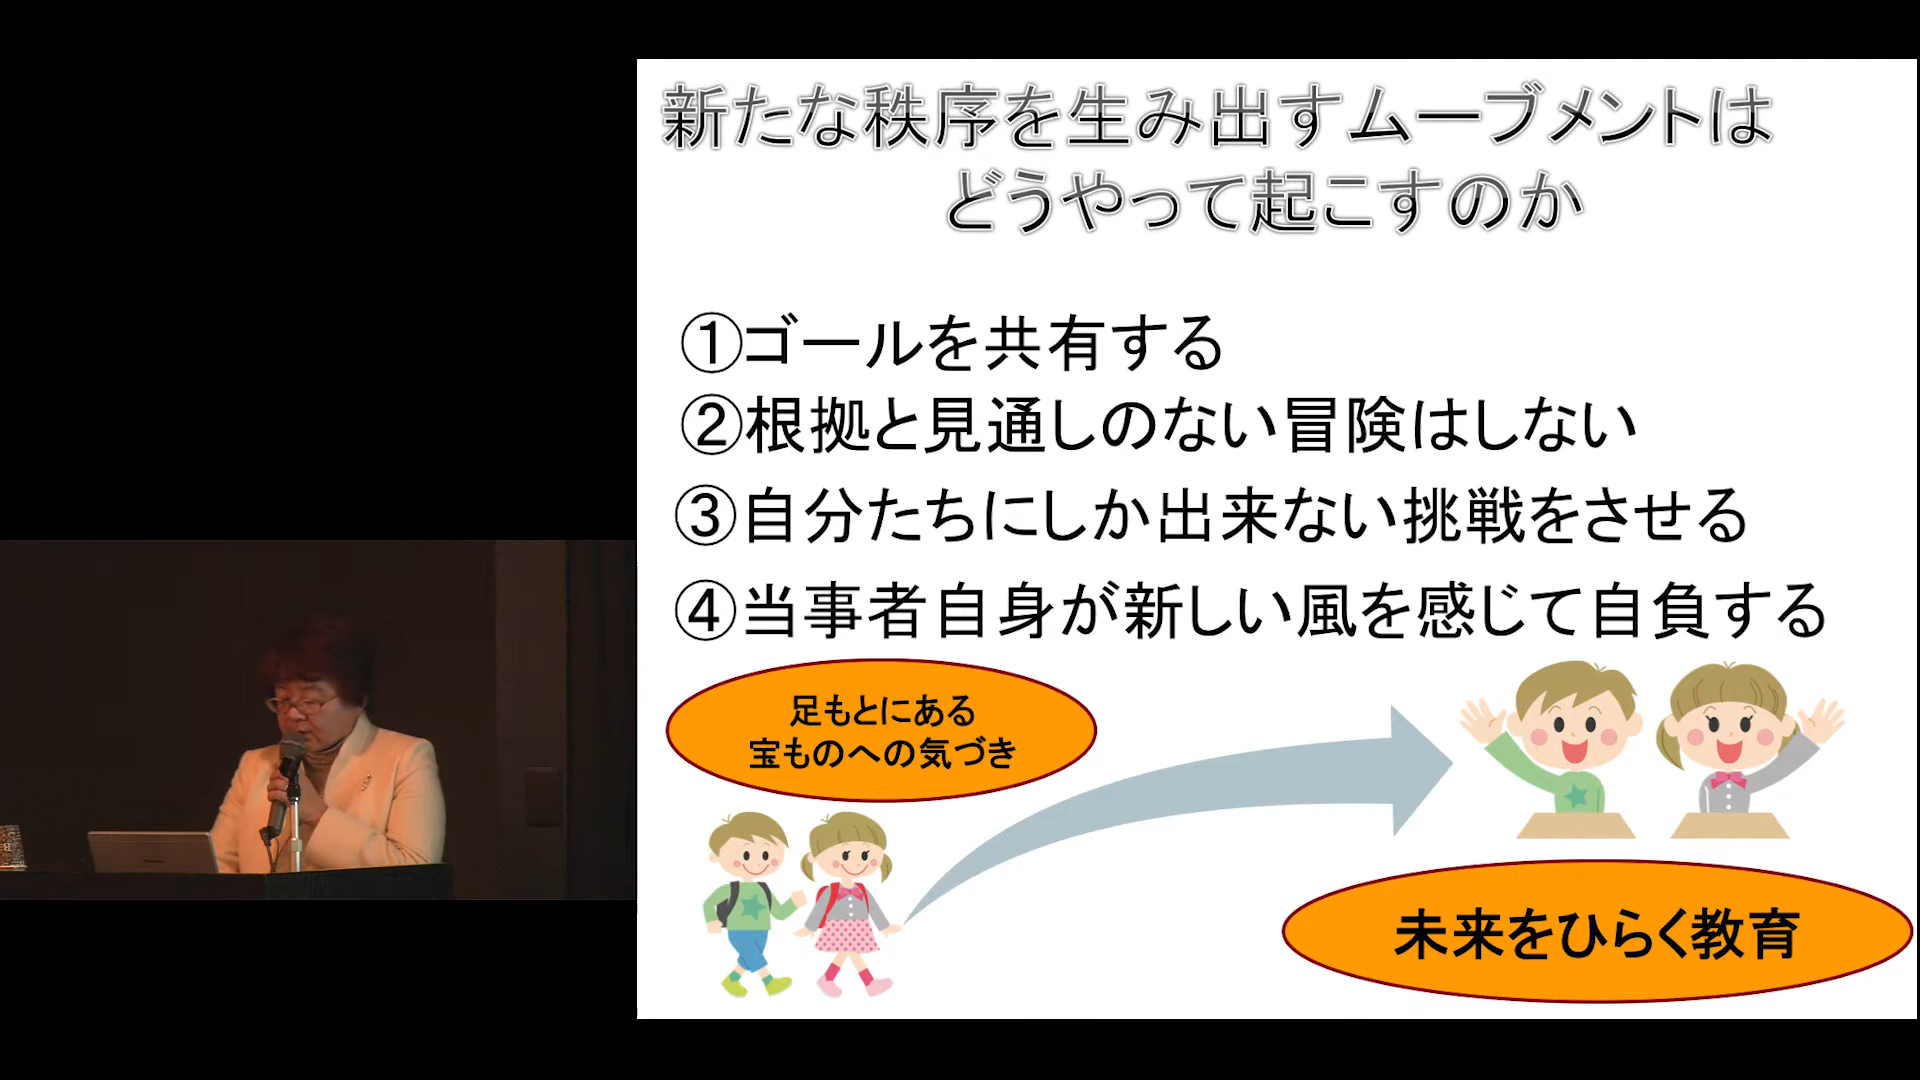 新たな秩序を生み出すムーブメントは
どうやって起こすのか
①ゴールを共有する
②根拠と見通しのない冒険はしない
③自分たちにしか出来ない挑戦をさせる
④当事者自身が新しい風を感じて自負する
足もとにある
宝ものへの気づき
未来をひらく教育